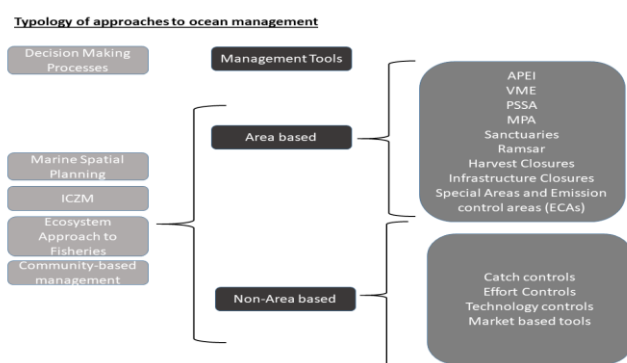 Typology of approaches to ocean management
Decision Making
Processes
Management Tools
Marine Spatial
Planning
ICZM
Ecosystem
Approach to
Fisheries
Community-based
management
Area based
Non-Area based
APEI
VME
PSSA
MPA
Sanctuaries
Ramsar
Harvest Closures
Infrastructure Closures
Special Areas and Emission
control areas (ECAs)
Catch controls
Effort Controls
Technology controls
Market based tools